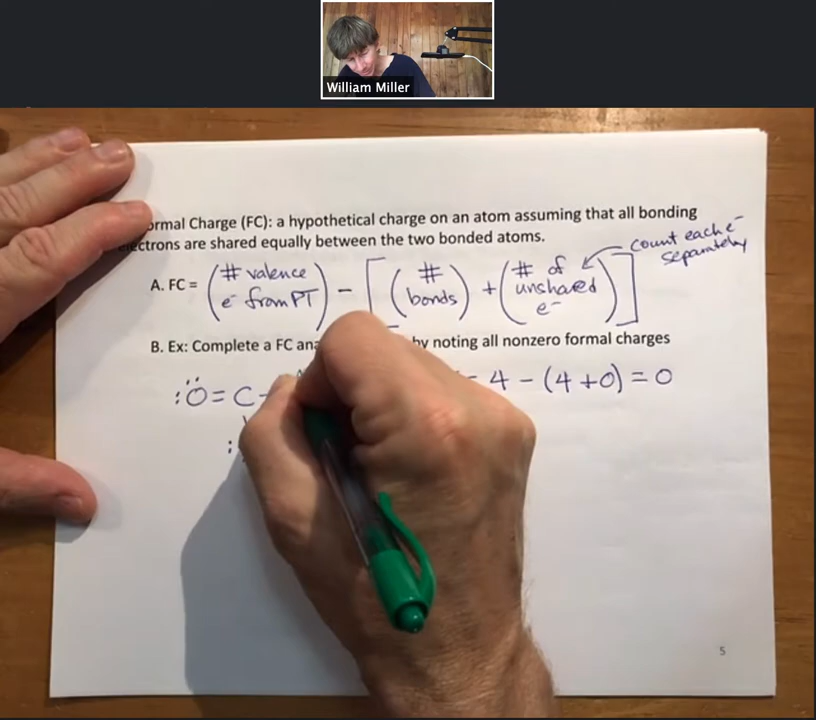 William Miller
ormal Charge (FC): a hypothetical charge on an atom assuming that all bonding
ectrons are shared equally between the two bonded atoms.
count each e⁻
separately
A. FC = (# valence e⁻ from PT) − [(# bonds) + (# of unshared e⁻)]
B. Ex: Complete a FC ana by noting all nonzero formal charges
:Ö=C- 4 − (4+0) = 0
:
5